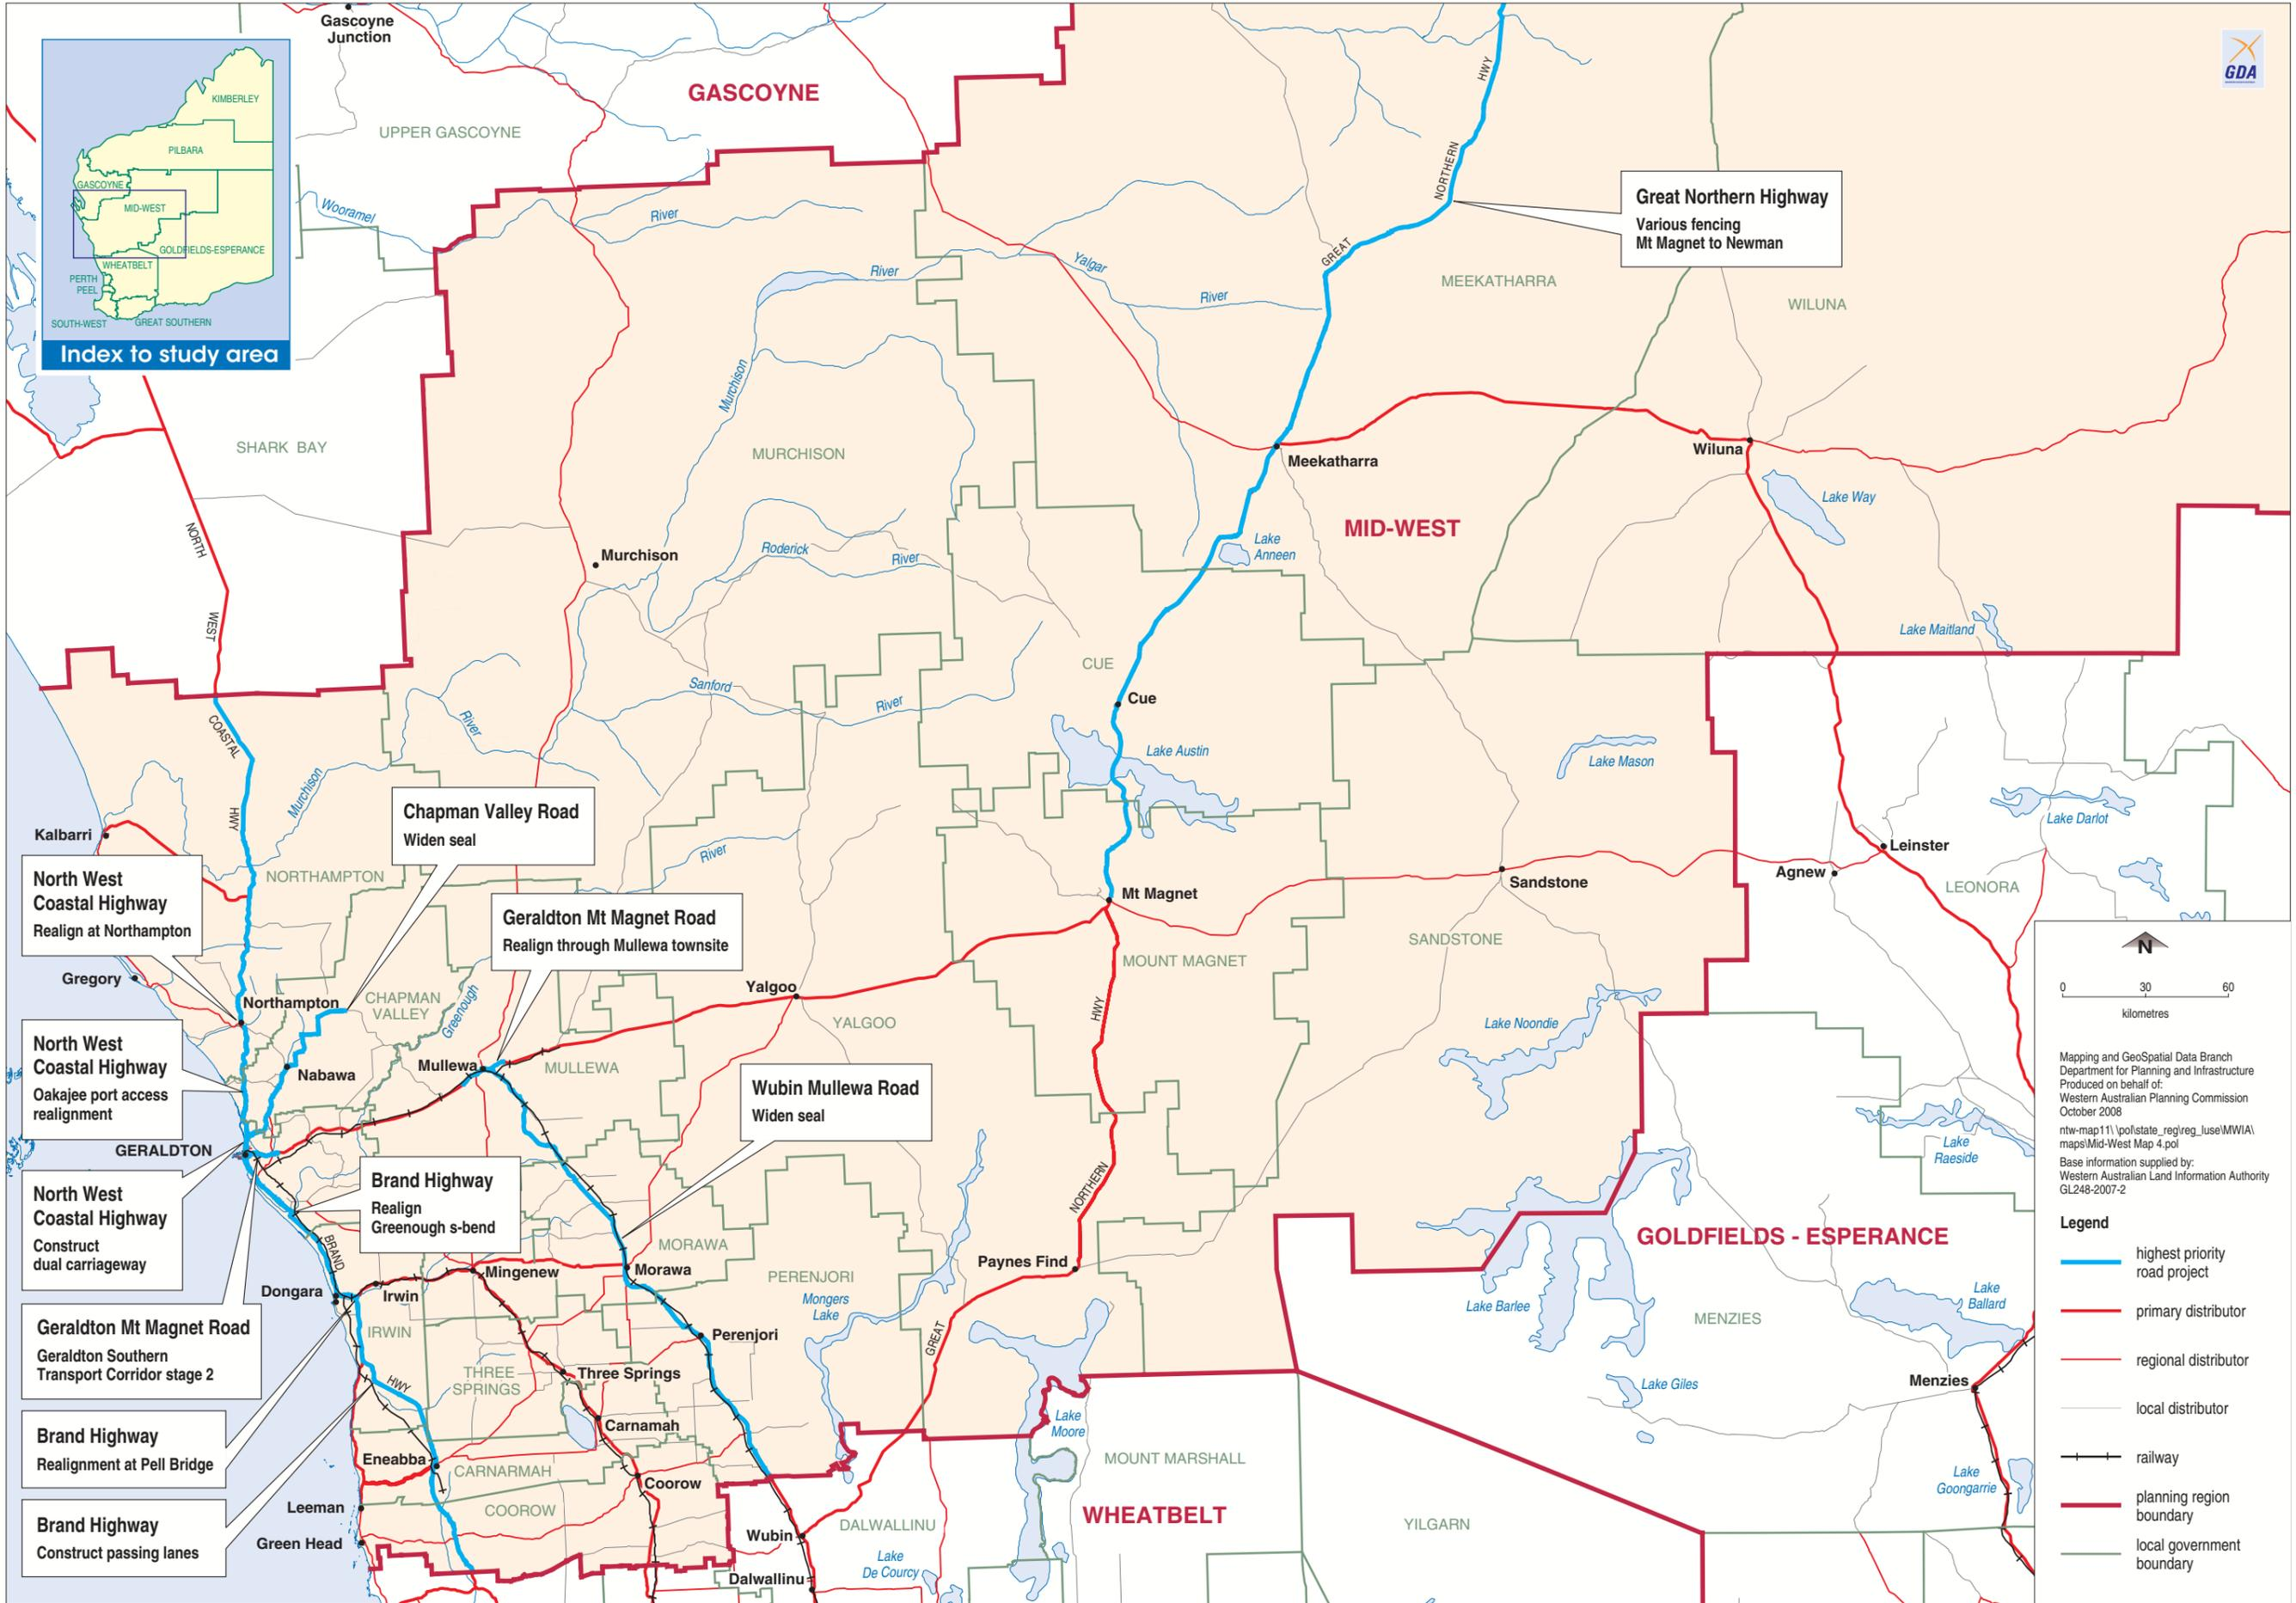 Gascoyne
Junction
GASCOYNE
UPPER GASCOYNE
KIMBERLEY
PILBARA
GASCOYNE
MID-WEST
GOLDFIELDS-ESPERANCE
WHEATBELT
PERTH
PEEL
SOUTH-WEST
GREAT SOUTHERN
Index to study area
GDA
HWY
NORTHERN
GREAT
Great Northern Highway
Various fencing
Mt Magnet to Newman
Wooramel
River
River
Yalgar
River
MEEKATHARRA
WILUNA
Murchison
SHARK BAY
MURCHISON
Meekatharra
Wiluna
Lake Way
MID-WEST
NORTH
Murchison
Roderick
River
Lake
Anneen
WEST
Lake Maitland
CUE
Sanford
River
Cue
River
COASTAL
Lake Austin
Lake Mason
Murchison
HWY
Lake Darlot
Kalbarri
Chapman Valley Road
Widen seal
River
Leinster
Agnew
LEONORA
NORTHAMPTON
North West
Coastal Highway
Realign at Northampton
Geraldton Mt Magnet Road
Realign through Mullewa townsite
Mt Magnet
Sandstone
SANDSTONE
MOUNT MAGNET
Gregory
Northampton
CHAPMAN
VALLEY
Greenough
Yalgoo
YALGOO
HWY
Lake Noondie
North West
Coastal Highway
Oakajee port access
realignment
Nabawa
Mullewa
MULLEWA
Wubin Mullewa Road
Widen seal
GERALDTON
Brand Highway
Realign
Greenough s-bend
North West
Coastal Highway
Construct
dual carriageway
BRAND
NORTHERN
MORAWA
Morawa
Mingenew
Paynes Find
PERENJORI
Mongers
Lake
Dongara
Irwin
IRWIN
GOLDFIELDS - ESPERANCE
Lake Barlee
MENZIES
Lake
Ballard
Lake
Raeside
Geraldton Mt Magnet Road
Geraldton Southern
Transport Corridor stage 2
Perenjori
GREAT
THREE
SPRINGS
Three Springs
HWY
Lake Giles
Menzies
Carnamah
Brand Highway
Realignment at Pell Bridge
Eneabba
CARNARMAH
Lake
Moore
MOUNT MARSHALL
Coorow
COOROW
Leeman
Green Head
Brand Highway
Construct passing lanes
WHEATBELT
Lake
Goongarrie
Wubin
DALWALLINU
YILGARN
Lake
De Courcy
Dalwallinu
N
0 30 60
kilometres
Mapping and GeoSpatial Data Branch
Department for Planning and Infrastructure
Produced on behalf of:
Western Australian Planning Commission
October 2008
ntw-map11\ \pol\state_reg\reg_luse\MWIA\
maps\Mid-West Map 4.pol
Base information supplied by:
Western Australian Land Information Authority
GL248-2007-2
Legend
highest priority
road project
primary distributor
regional distributor
local distributor
railway
planning region
boundary
local government
boundary